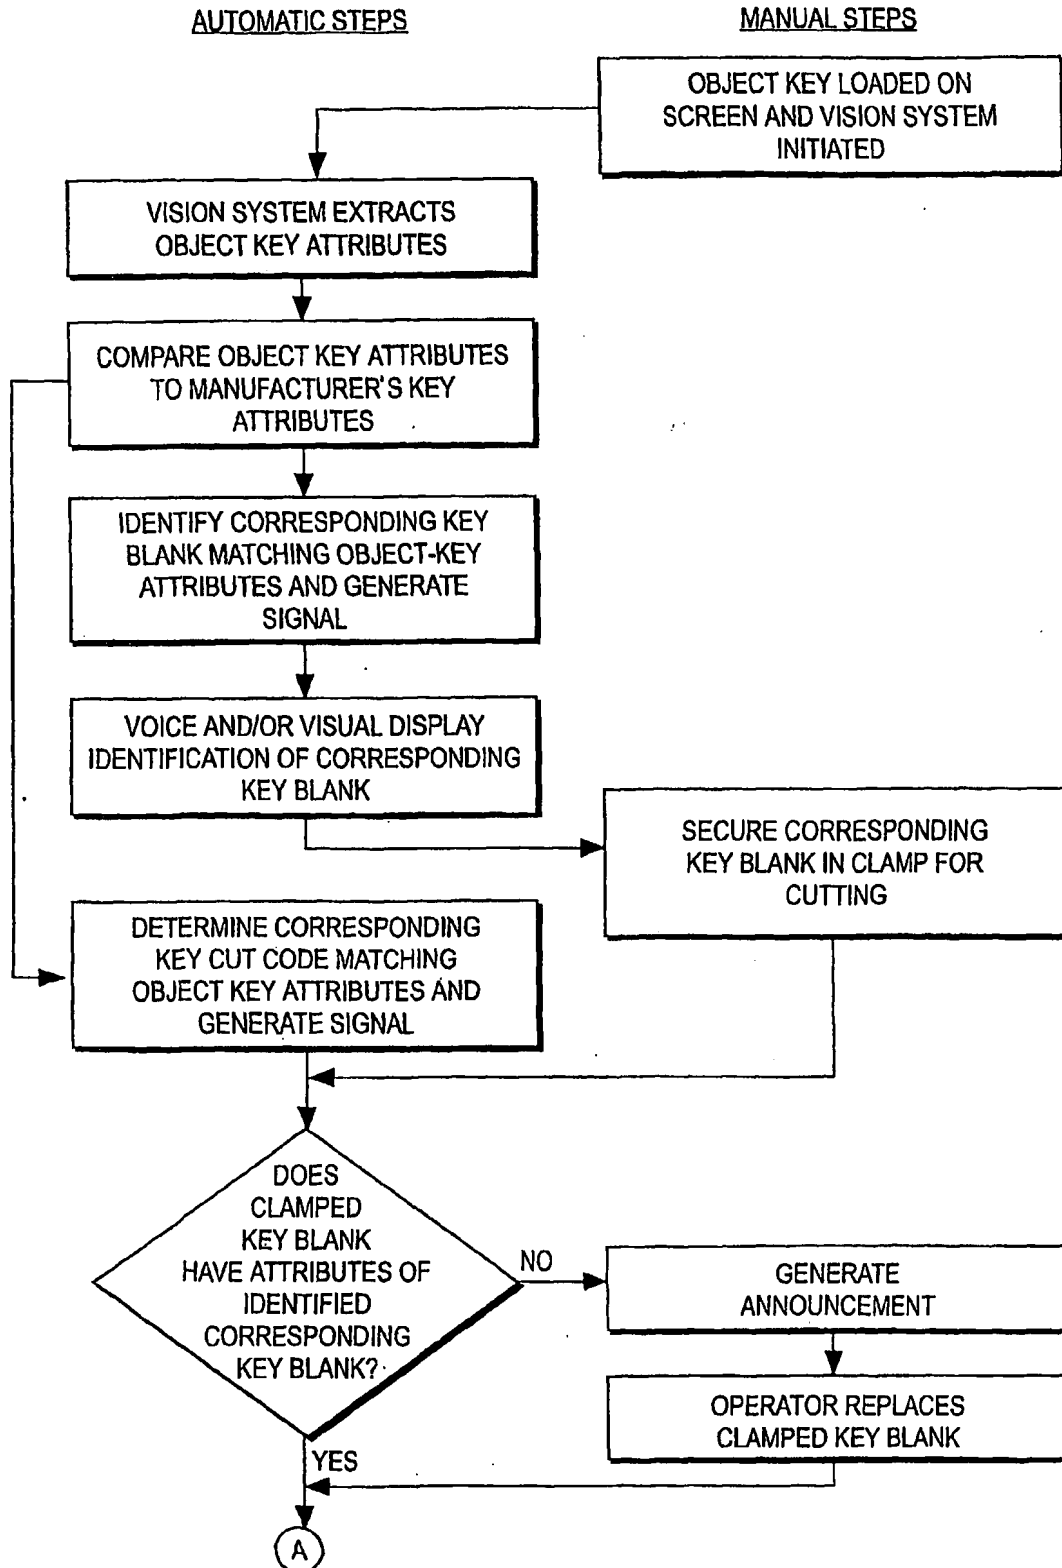 AUTOMATIC STEPS
MANUAL STEPS
OBJECT KEY LOADED ON
SCREEN AND VISION SYSTEM
INITIATED
VISION SYSTEM EXTRACTS
OBJECT KEY ATTRIBUTES
COMPARE OBJECT KEY ATTRIBUTES
TO MANUFACTURER'S KEY
ATTRIBUTES
IDENTIFY CORRESPONDING KEY
BLANK MATCHING OBJECT-KEY
ATTRIBUTES AND GENERATE
SIGNAL
VOICE AND/OR VISUAL DISPLAY
IDENTIFICATION OF CORRESPONDING
KEY BLANK
SECURE CORRESPONDING
KEY BLANK IN CLAMP FOR
CUTTING
DETERMINE CORRESPONDING
KEY CUT CODE MATCHING
OBJECT KEY ATTRIBUTES AND
GENERATE SIGNAL
DOES
CLAMPED
KEY BLANK
HAVE ATTRIBUTES OF
IDENTIFIED
CORRESPONDING
KEY BLANK?
NO
GENERATE
ANNOUNCEMENT
OPERATOR REPLACES
CLAMPED KEY BLANK
YES
A